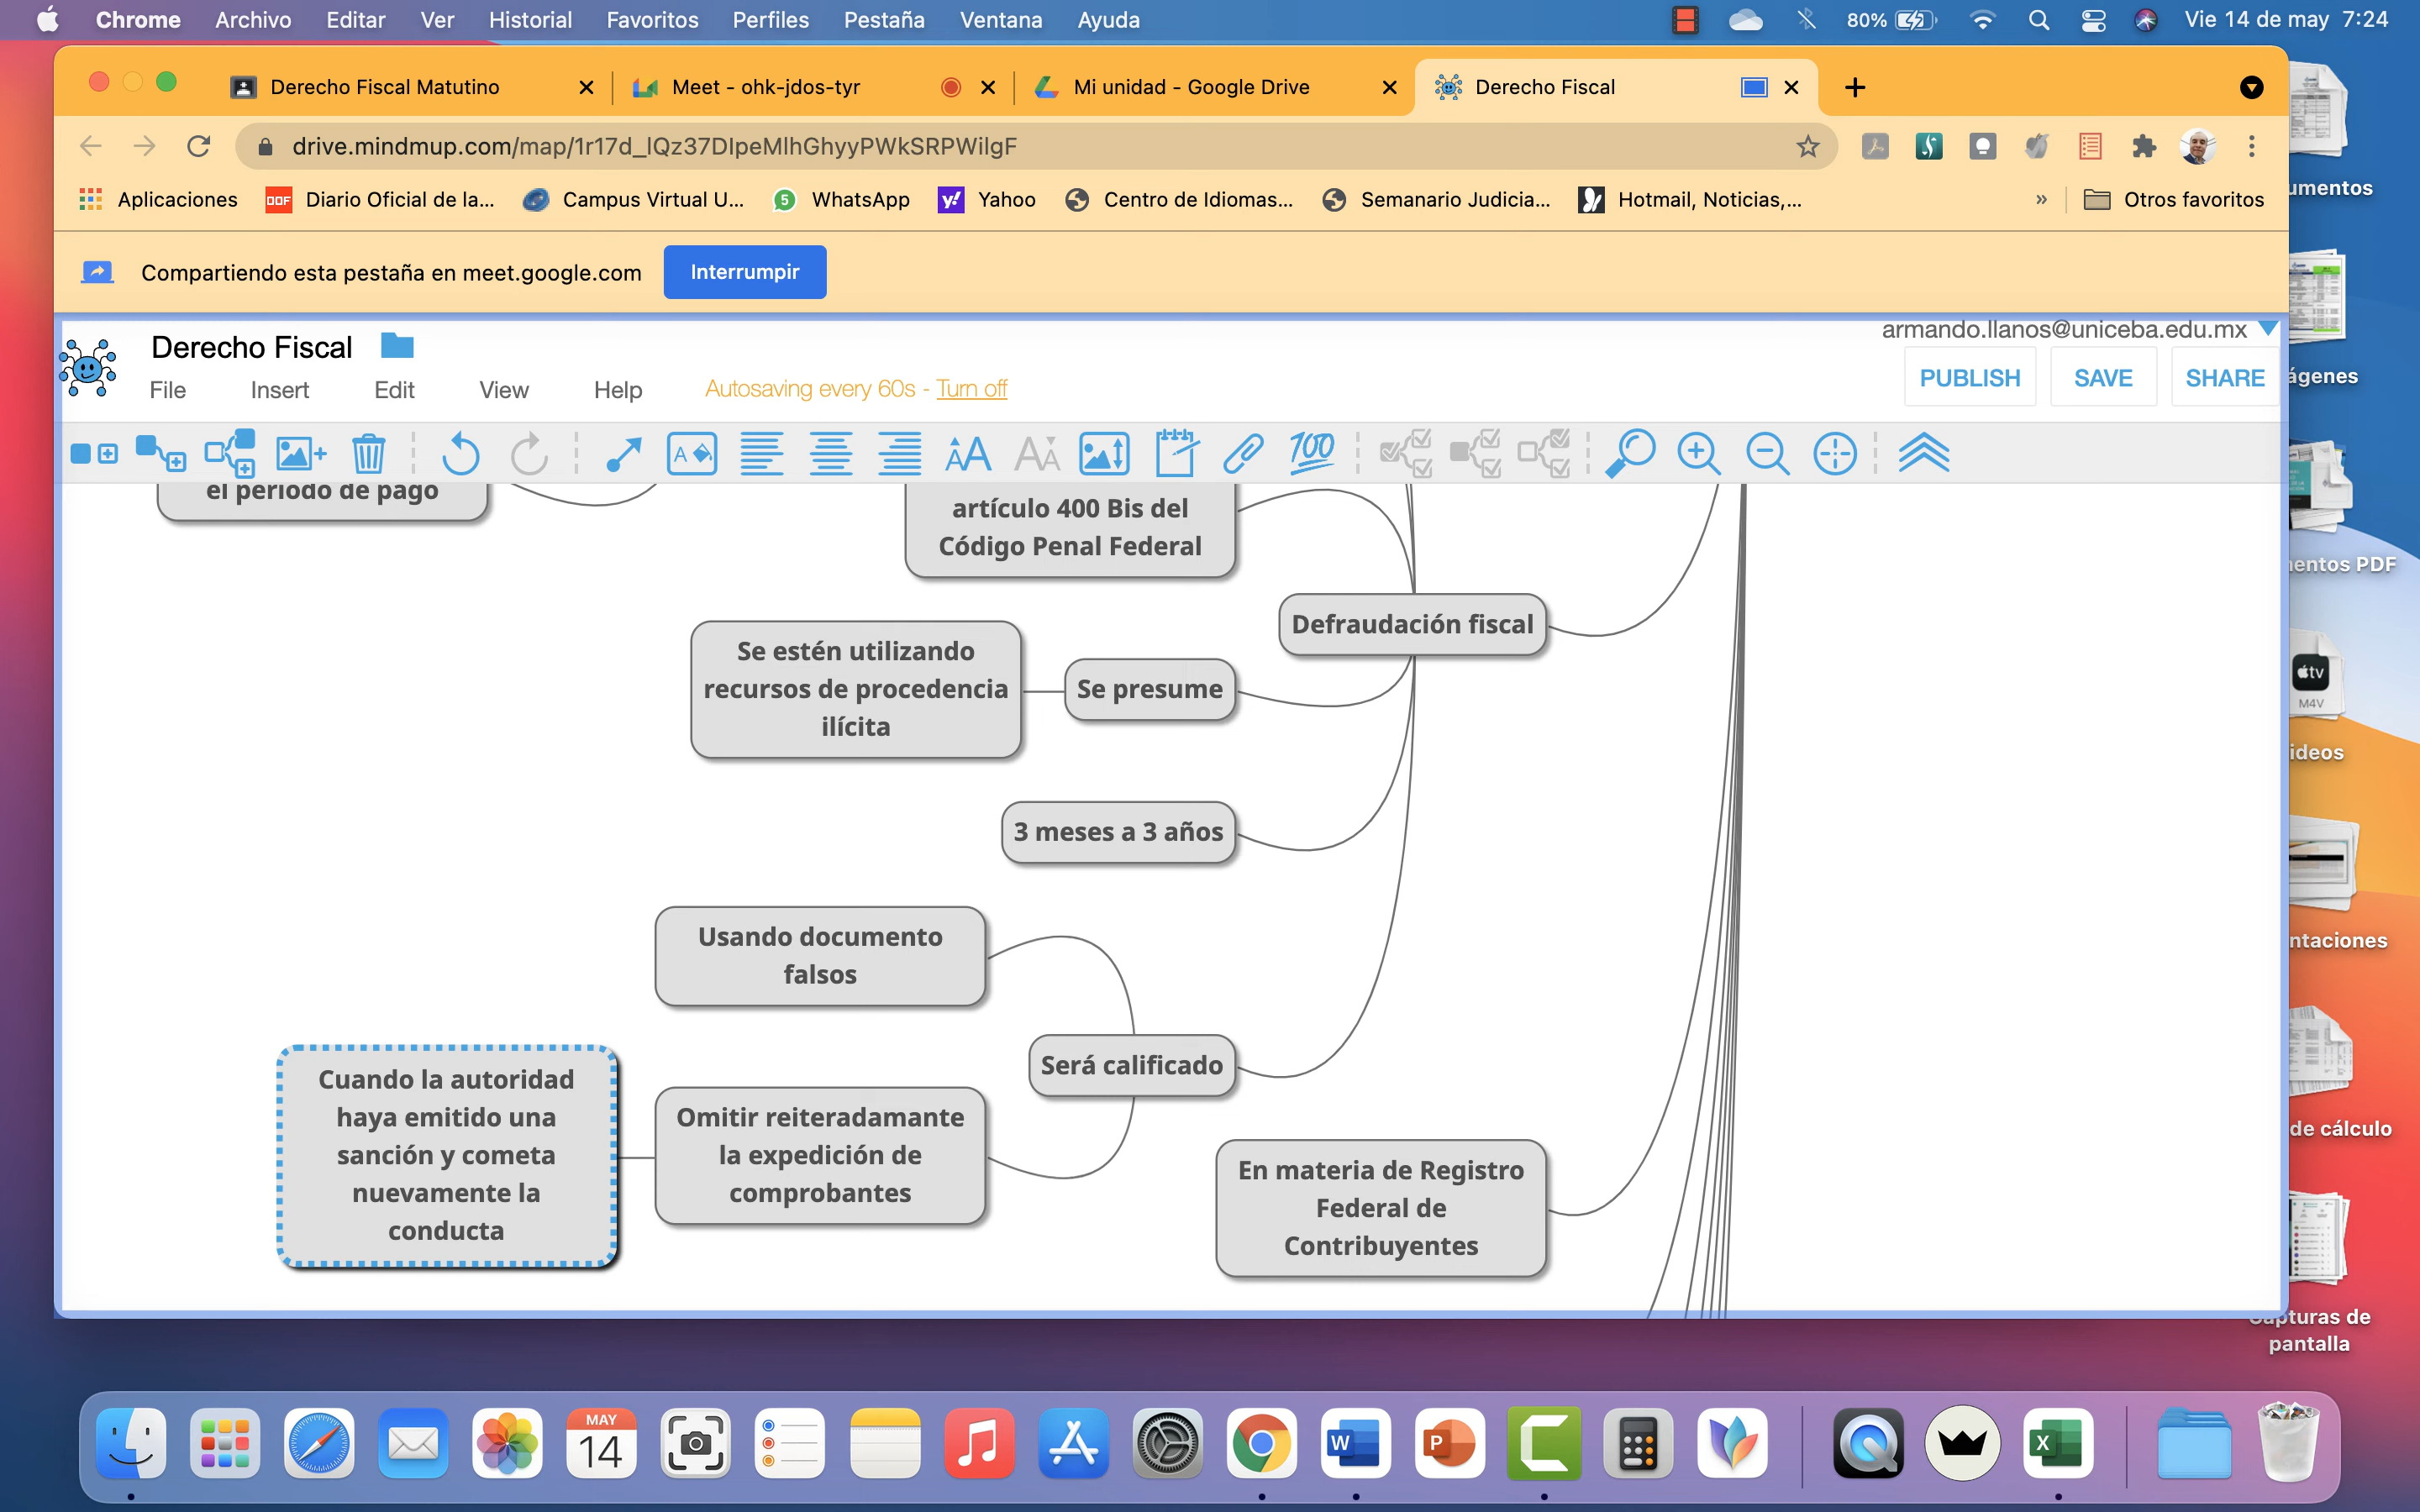 Chrome Archivo Editar Ver Historial Favoritos Perfiles Pestaña Ventana Ayuda 80% Vie 14 de may 7:24
Derecho Fiscal Matutino Meet - ohk-jdos-tyr Mi unidad - Google Drive Derecho Fiscal
drive.mindmup.com/map/1r17d_lQz37DIpeMlhGhyyPWkSRPWilgF
Aplicaciones DOF Diario Oficial de la... Campus Virtual U... 5 WhatsApp Yahoo Centro de Idiomas... Semanario Judicia... Hotmail, Noticias,... » Otros favoritos
Compartiendo esta pestaña en meet.google.com Interrumpir
armando.llanos@uniceba.edu.mx
Derecho Fiscal
File Insert Edit View Help Autosaving every 60s - Turn off
PUBLISH SAVE SHARE
el periodo de pago
artículo 400 Bis del
Código Penal Federal
Defraudación fiscal
Se estén utilizando
recursos de procedencia
ilícita
Se presume
3 meses a 3 años
Usando documento
falsos
Será calificado
Cuando la autoridad
haya emitido una
sanción y cometa
nuevamente la
conducta
Omitir reiteradamante
la expedición de
comprobantes
En materia de Registro
Federal de
Contribuyentes
umentos
ágenes
entos PDF
tv
M4V
ideos
ntaciones
de cálculo
pturas de
pantalla
MAY
14